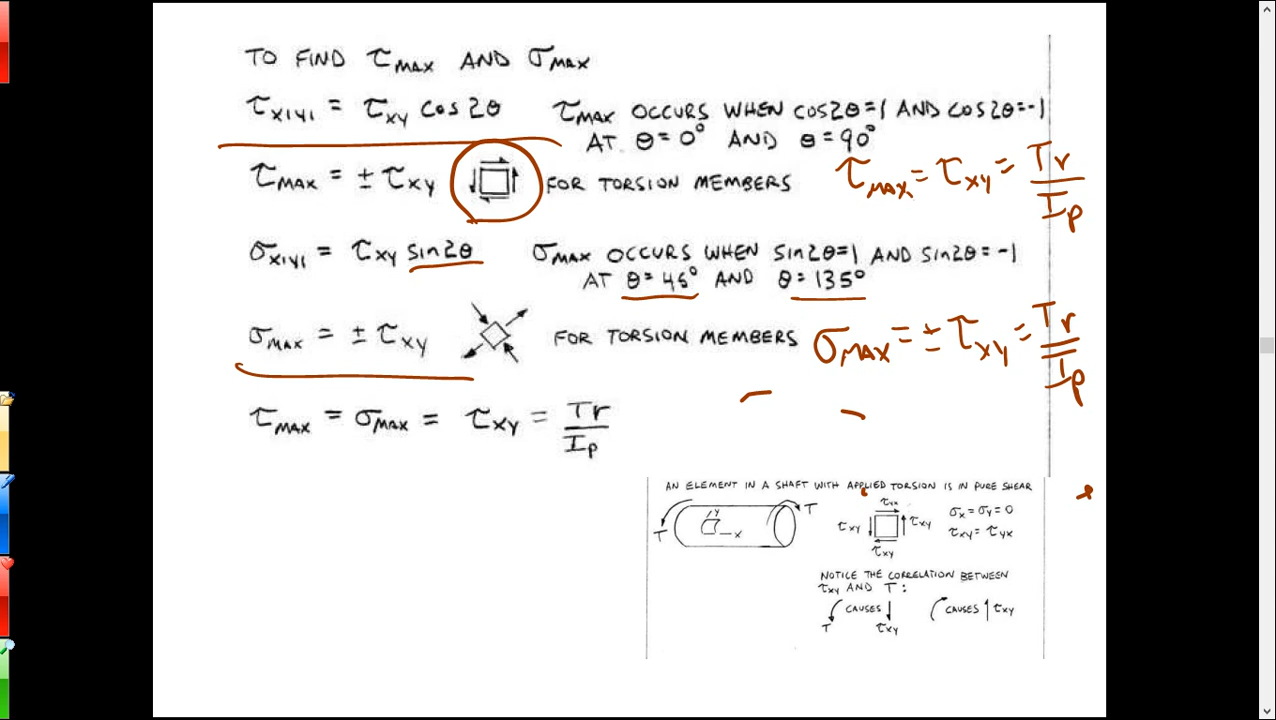 TO FIND τMAX AND σMAX
τx1y1 = τxy cos 2θ τMAX OCCURS WHEN cos2θ=1 AND cos2θ=-1
AT θ=0° AND θ=90°
τMAX = ± τxy FOR TORSION MEMBERS τMAX = τxy = Tr/Ip
σx1y1 = τxy sin2θ σMAX OCCURS WHEN sin2θ=1 AND sin2θ=-1
AT θ=45° AND θ=135°
σMAX = ± τxy FOR TORSION MEMBERS σMAX = ± τxy = Tr/Ip
τMAX = σMAX = τxy = Tr/Ip
AN ELEMENT IN A SHAFT WITH APPLIED TORSION IS IN PURE SHEAR
T y x T
τyx
τxy τxy σx = σy = 0
τxy τxy = τyx
NOTICE THE CORRELATION BETWEEN
τxy AND T:
CAUSES CAUSES τxy
T τxy